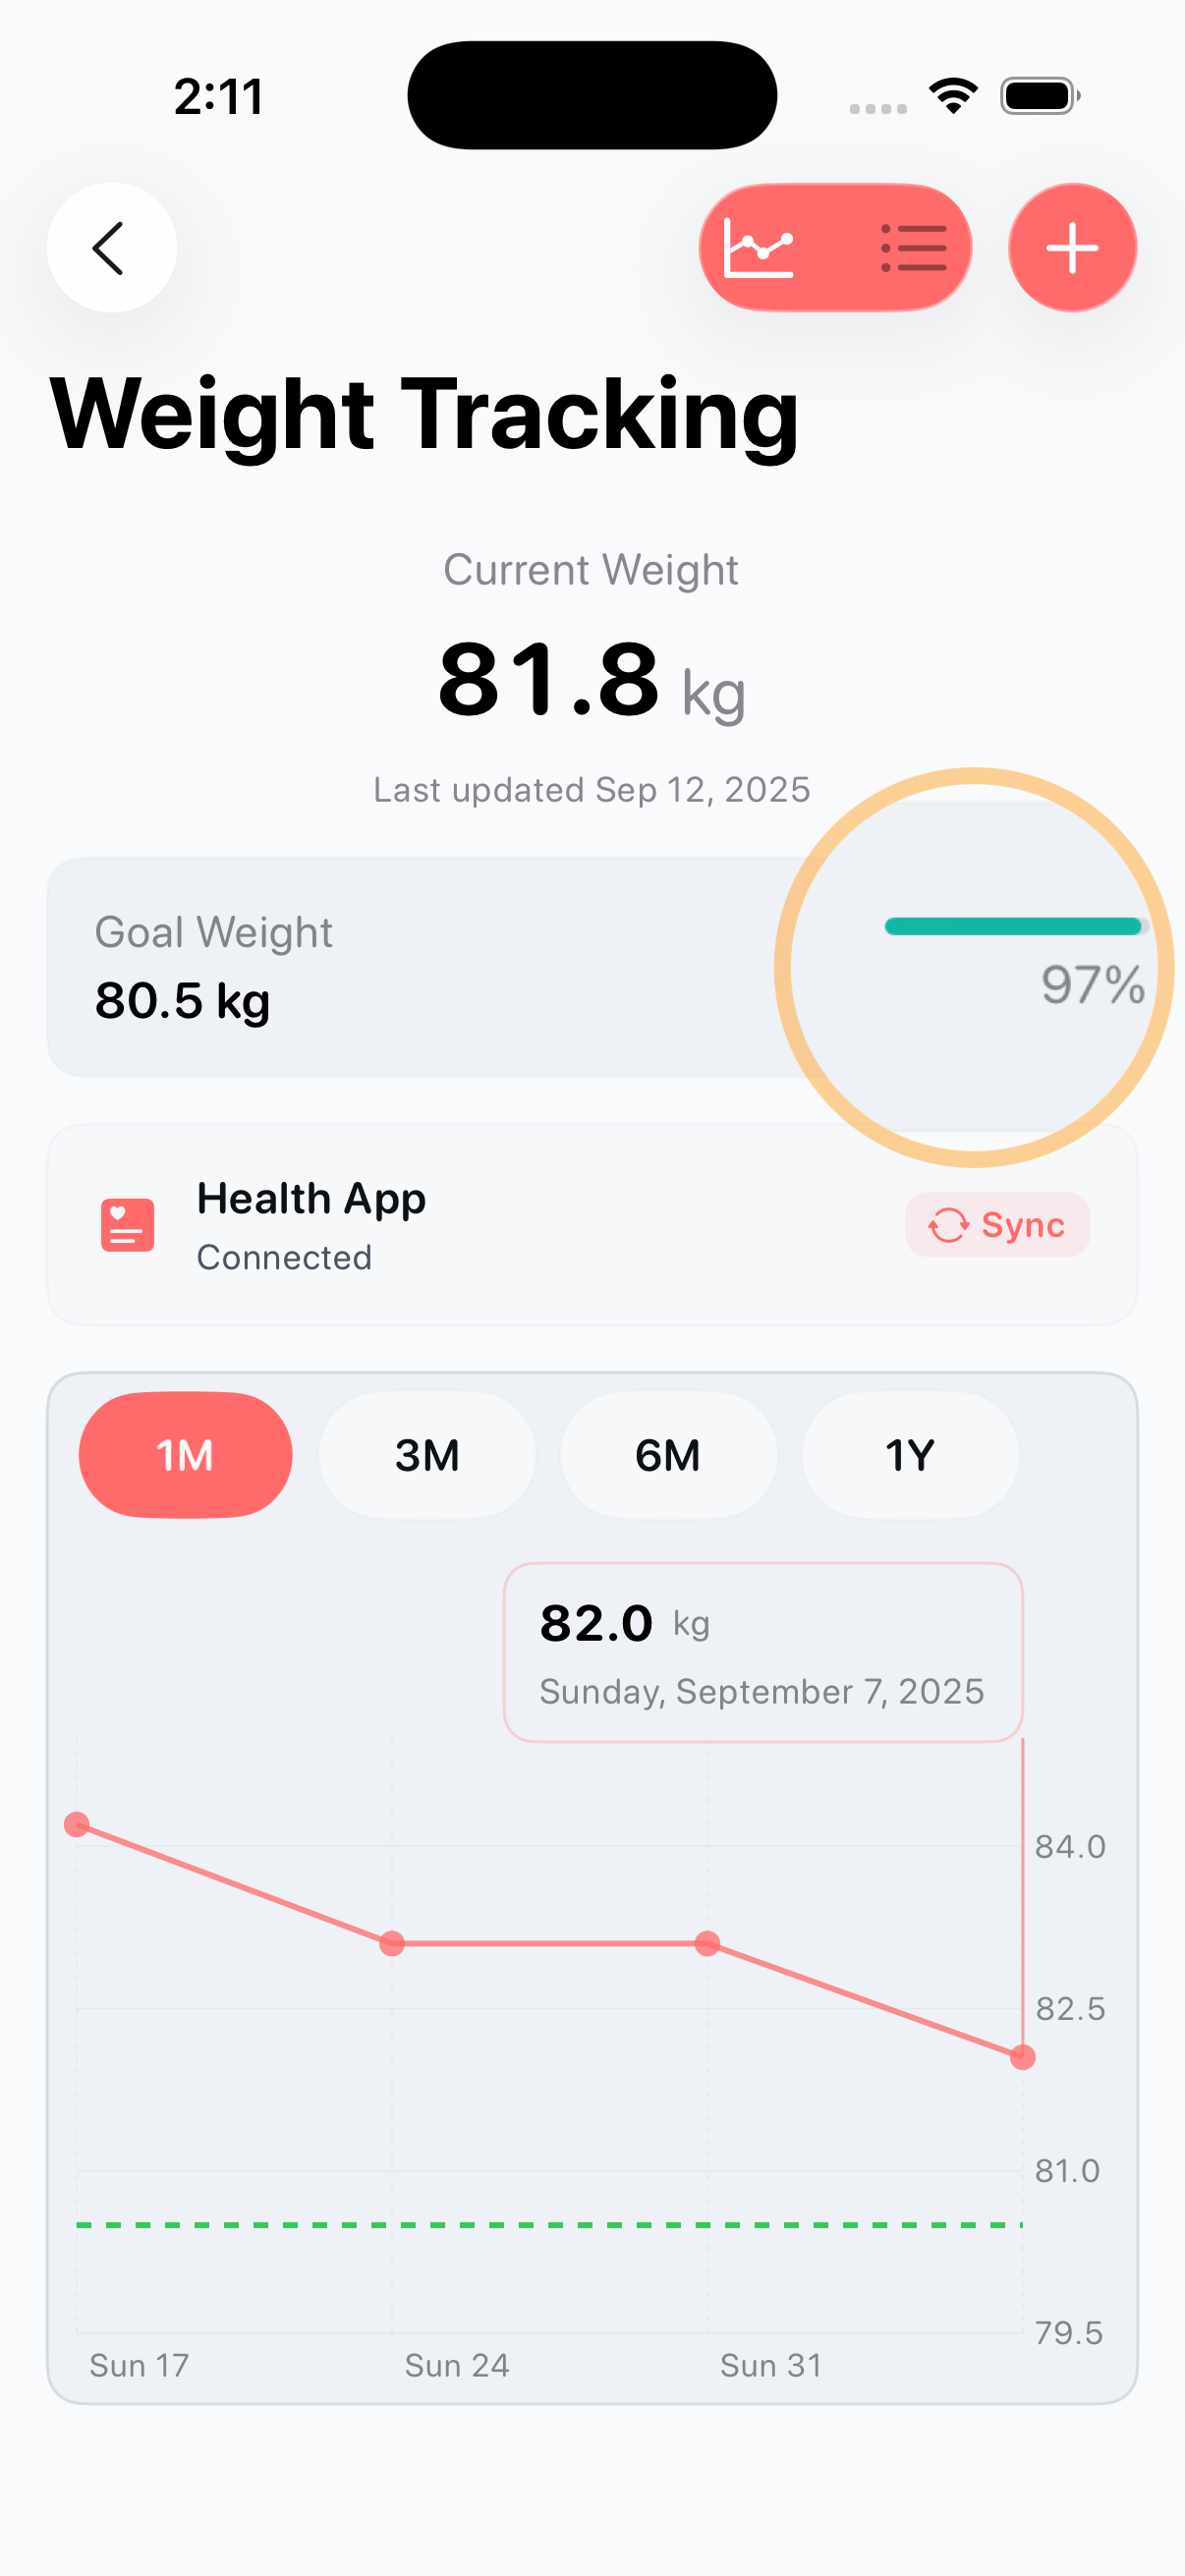 2:11
Weight Tracking
Current Weight
81.8 kg
Last updated Sep 12, 2025
Goal Weight
80.5 kg
97%
Health App
Connected
Sync
1M 3M 6M 1Y
82.0 kg
Sunday, September 7, 2025
84.0
82.5
81.0
79.5
Sun 17 Sun 24 Sun 31